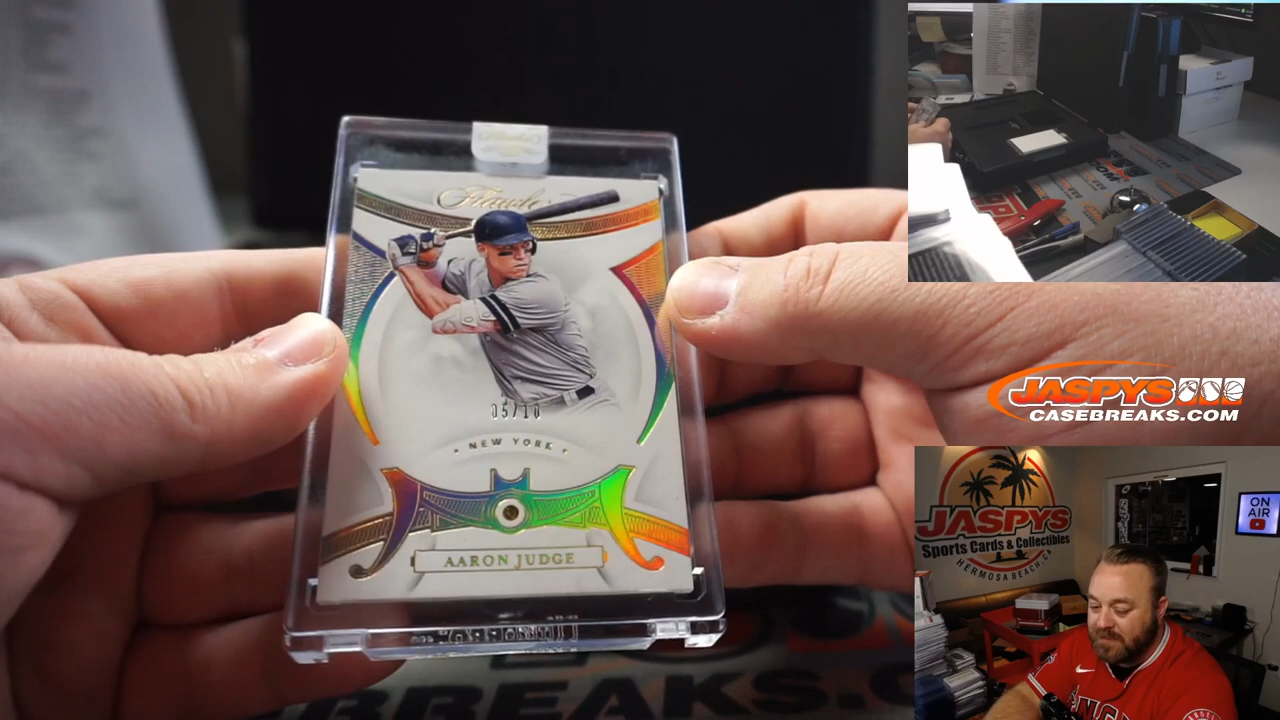 Flawle
05/10
• NEW YORK •
AARON JUDGE
BREAKS.C
JASPYS
CASEBREAKS.COM
JASPYS
Sports Cards & Collectibles
HERMOSA BEACH, CA
ON
AIR